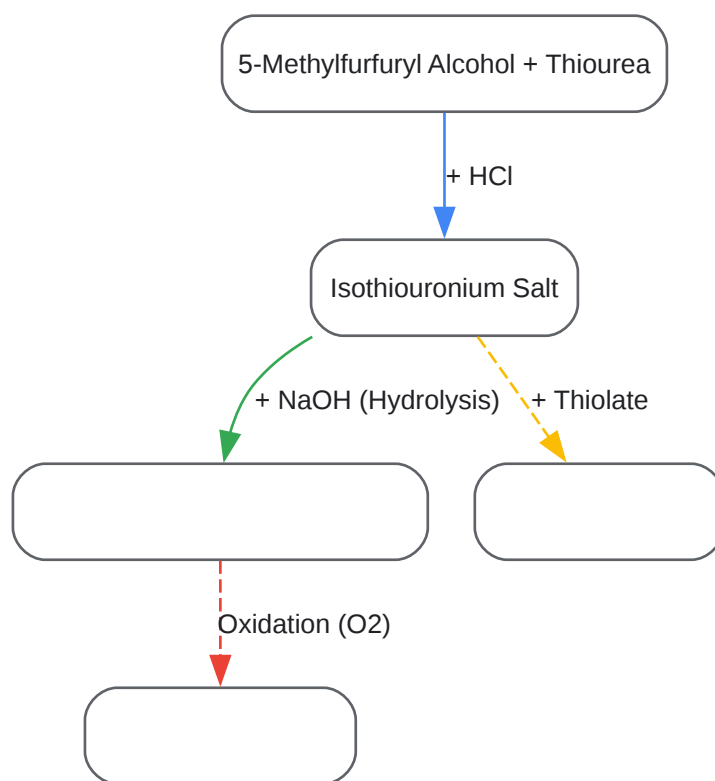 5-Methylfurfuryl Alcohol + Thiourea
+ HCl
Isothiouronium Salt
+ NaOH (Hydrolysis)
+ Thiolate
Oxidation (O2)